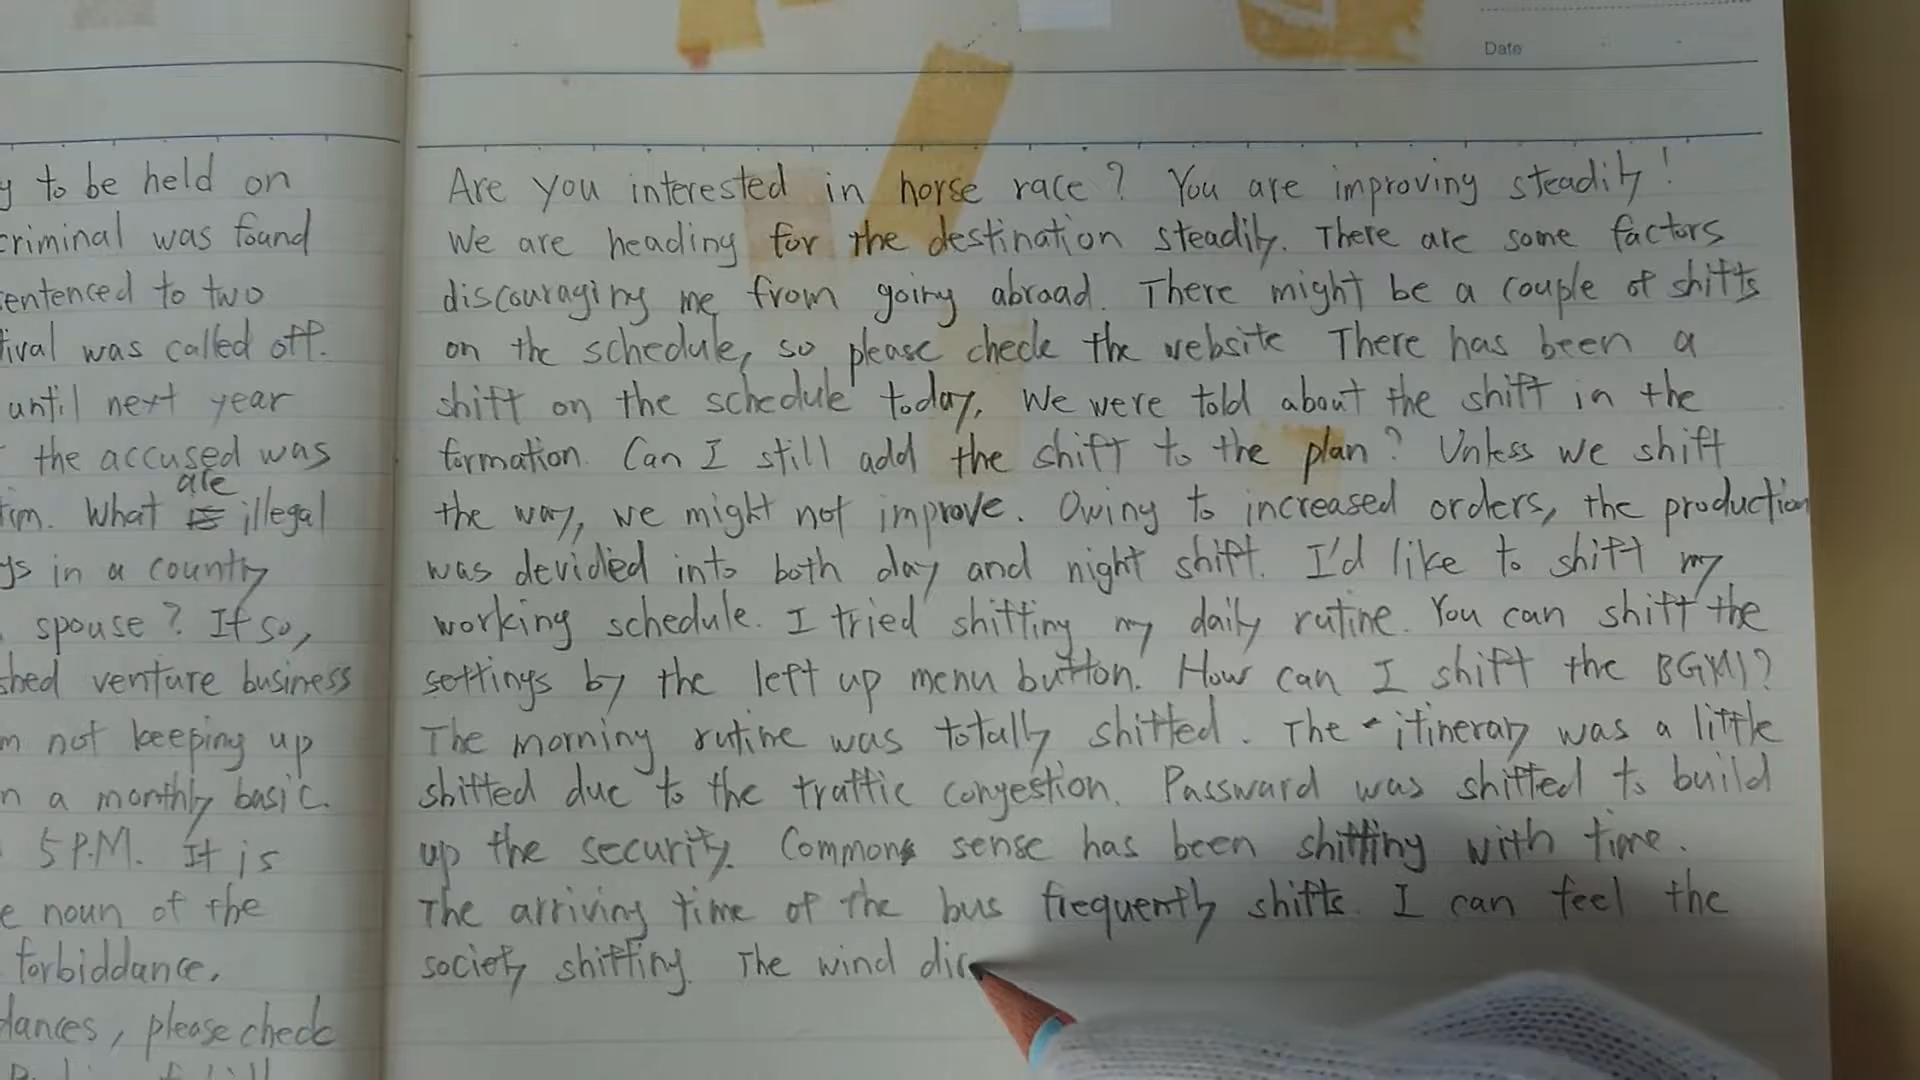 Date
y to be held on
criminal was found
sentenced to two
tival was called off.
until next year
the accused was
are
tim. What is illegal
ys in a country
spouse? If so,
shed venture business
m not keeping up
n a monthly basic.
5 P.M. It is
e noun of the
forbiddance.
dances, please check
Are you interested in horse race? You are improving steadily!
We are heading for the destination steadily. There are some factors
discouraging me from going abroad. There might be a couple of shifts
on the schedule, so please check the website There has been a
shift on the schedule today. We were told about the shift in the
formation. Can I still add the shift to the plan? Unless we shift
the way, we might not improve. Owing to increased orders, the production
was devidied into both day and night shift. I'd like to shift my
working schedule. I tried shifting my daily rutine. You can shift the
settings by the left up menu button. How can I shift the BGM?
The morning rutine was totally shifted. The itinerary was a little
shifted due to the traffic congestion. Password was shifted to build
up the security. Common sense has been shifting with time.
The arriving time of the bus frequently shifts. I can feel the
society shifting. The wind dir